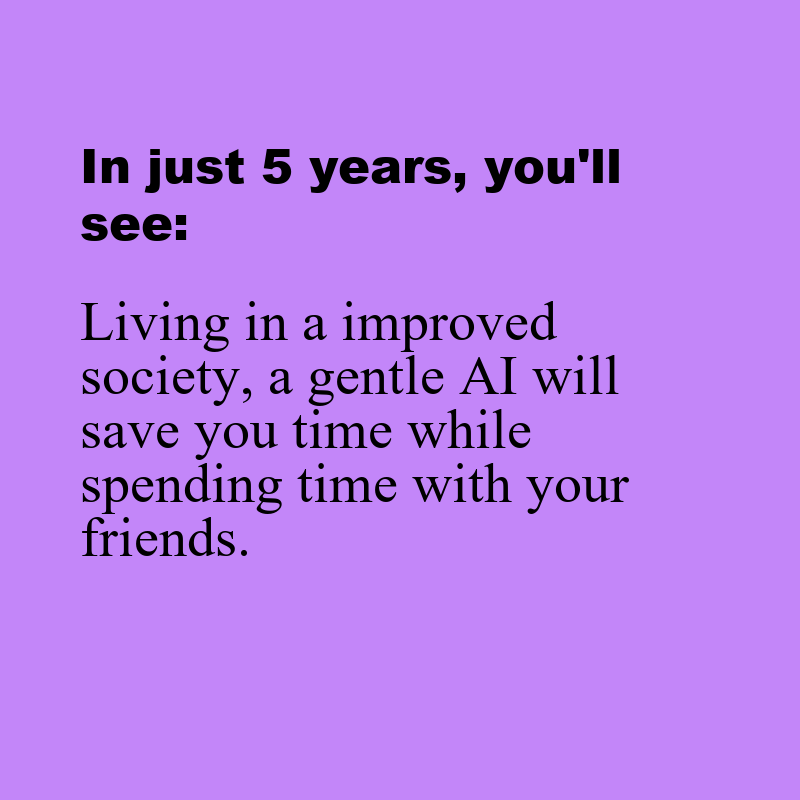 In just 5 years, you'll
see:
Living in a improved
society, a gentle AI will
save you time while
spending time with your
friends.